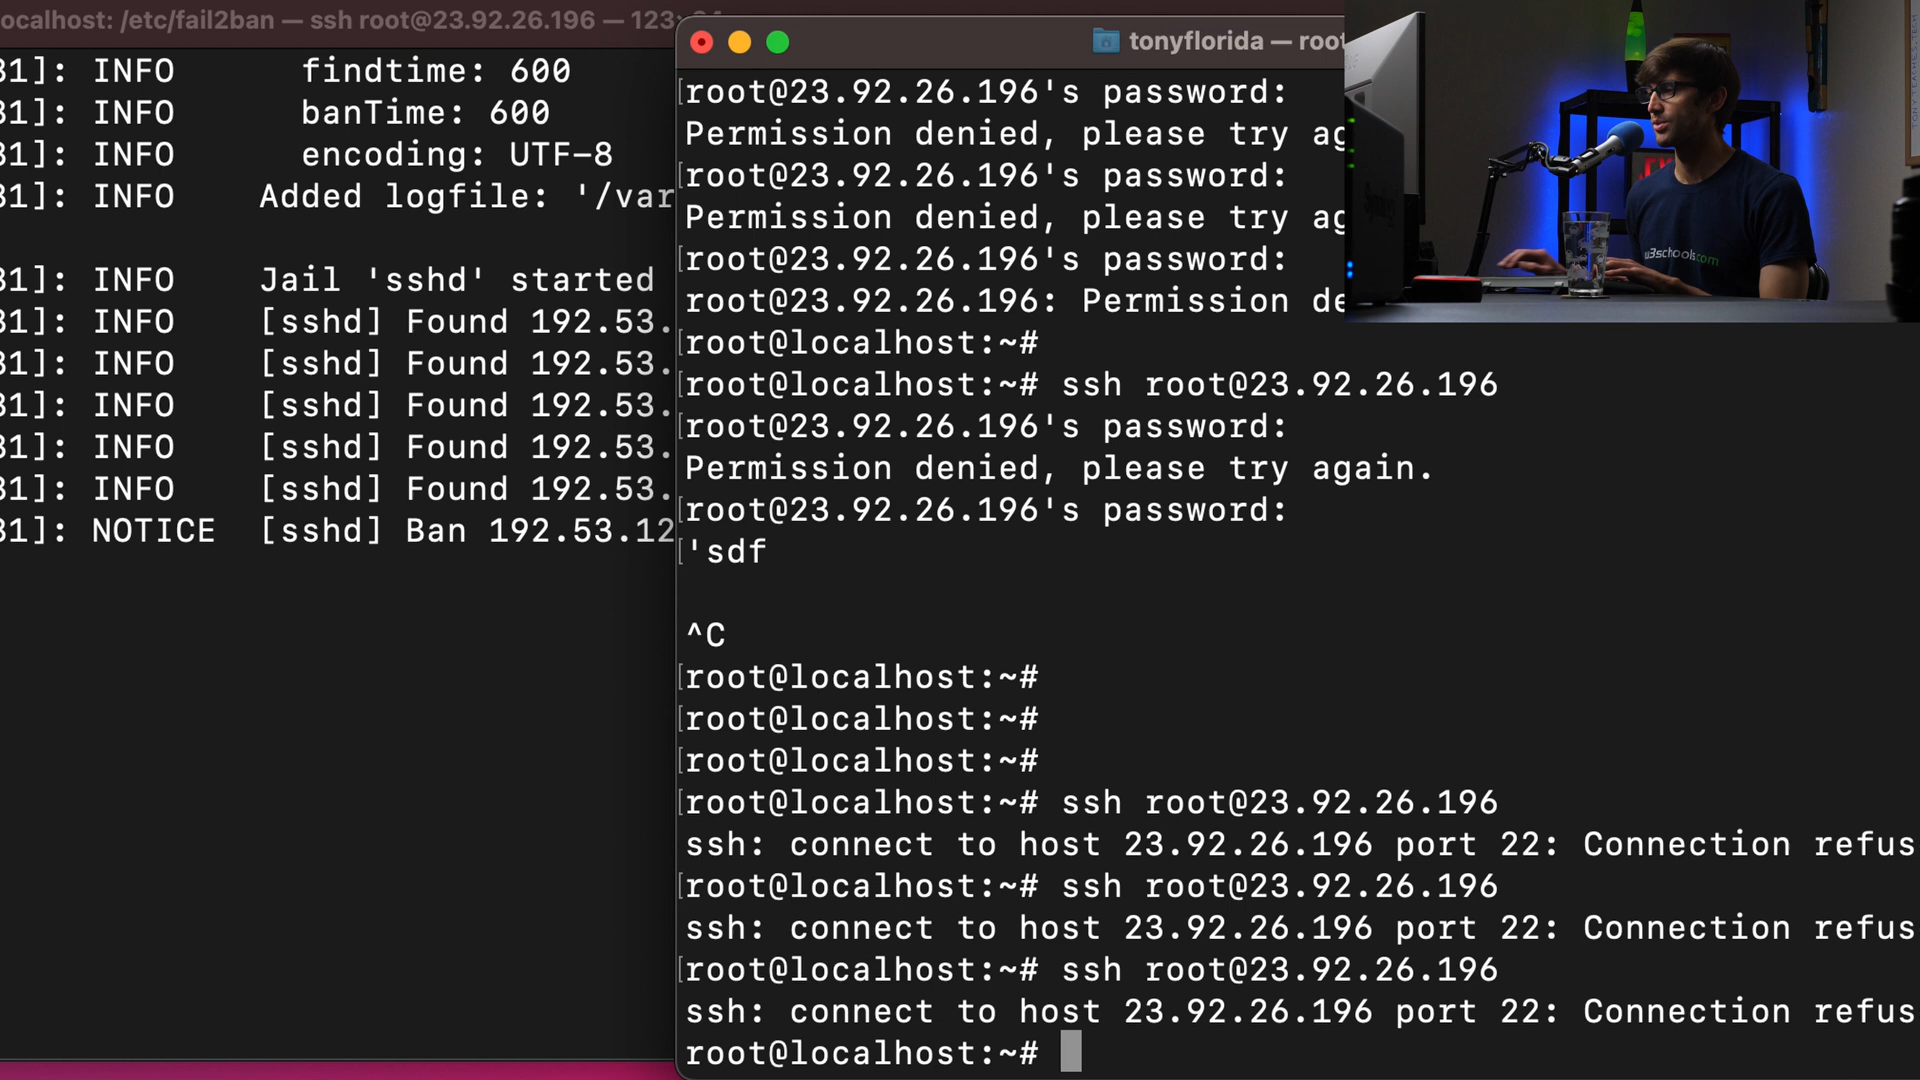 ocalhost: /etc/fail2ban — ssh root@23.92.26.196 — 123
31]: INFO findtime: 600
31]: INFO banTime: 600
31]: INFO encoding: UTF-8
31]: INFO Added logfile: '/var
31]: INFO Jail 'sshd' started
31]: INFO [sshd] Found 192.53.
31]: INFO [sshd] Found 192.53.
31]: INFO [sshd] Found 192.53.
31]: INFO [sshd] Found 192.53.
31]: INFO [sshd] Found 192.53.
31]: NOTICE [sshd] Ban 192.53.12
tonyflorida — root
root@23.92.26.196's password:
Permission denied, please try ag
root@23.92.26.196's password:
Permission denied, please try ag
root@23.92.26.196's password:
root@23.92.26.196: Permission de
root@localhost:~#
root@localhost:~# ssh root@23.92.26.196
root@23.92.26.196's password:
Permission denied, please try again.
root@23.92.26.196's password:
'sdf
^C
root@localhost:~#
root@localhost:~#
root@localhost:~#
root@localhost:~# ssh root@23.92.26.196
ssh: connect to host 23.92.26.196 port 22: Connection refus
root@localhost:~# ssh root@23.92.26.196
ssh: connect to host 23.92.26.196 port 22: Connection refus
root@localhost:~# ssh root@23.92.26.196
ssh: connect to host 23.92.26.196 port 22: Connection refus
root@localhost:~#
w3schools.com